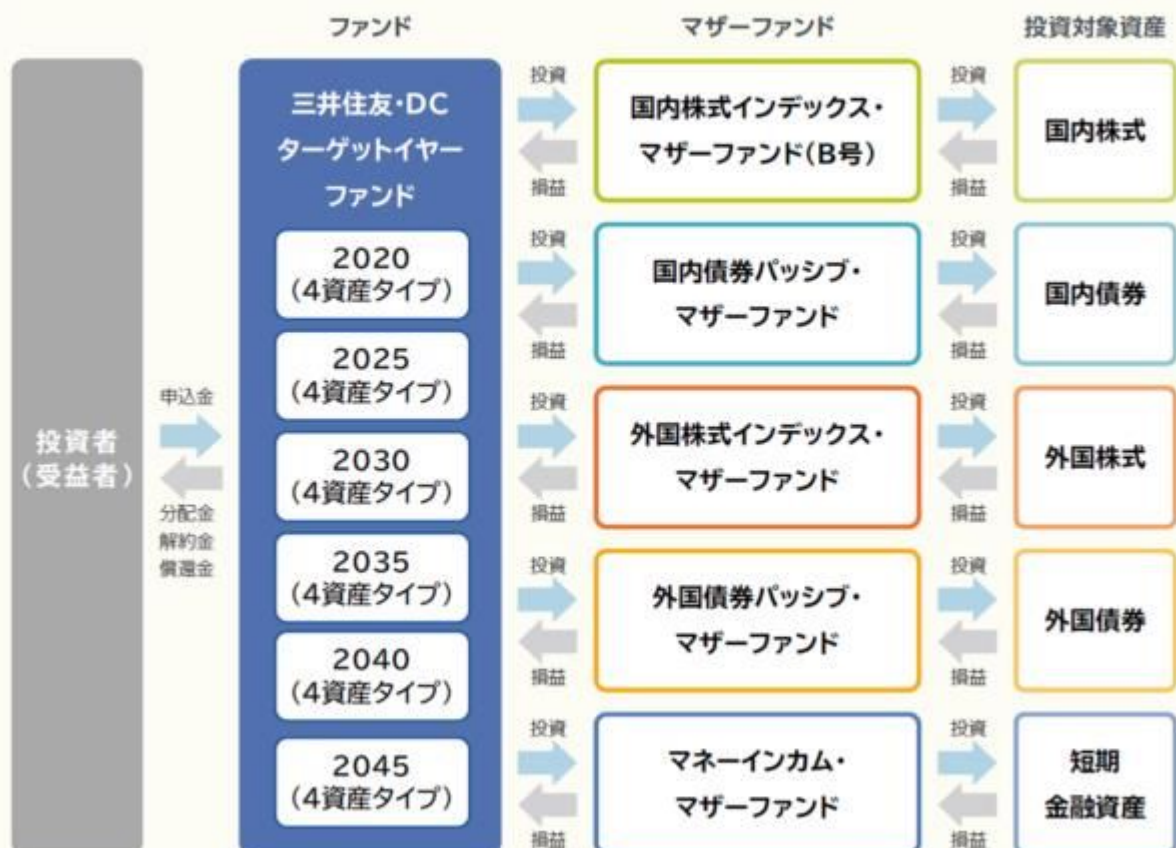 ファンド
マザーファンド
投資対象資産
投資者
(受益者)
申込金
分配金
解約金
償還金
三井住友・DC
ターゲットイヤー
ファンド
2020
(4資産タイプ)
2025
(4資産タイプ)
2030
(4資産タイプ)
2035
(4資産タイプ)
2040
(4資産タイプ)
2045
(4資産タイプ)
投資
損益
国内株式インデックス・
マザーファンド(B号)
投資
損益
国内株式
投資
損益
国内債券パッシブ・
マザーファンド
投資
損益
国内債券
投資
損益
外国株式インデックス・
マザーファンド
投資
損益
外国株式
投資
損益
外国債券パッシブ・
マザーファンド
投資
損益
外国債券
投資
損益
マネーインカム・
マザーファンド
投資
損益
短期
金融資産